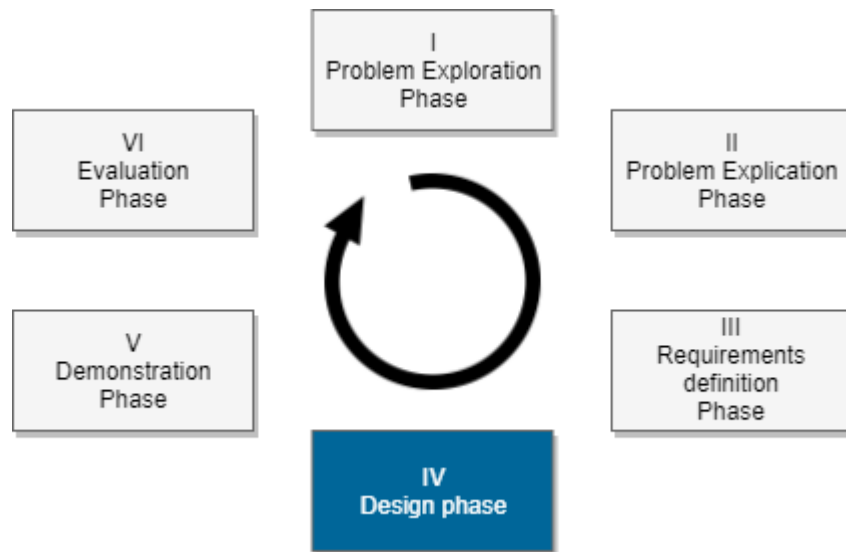 I
Problem Exploration
Phase
II
Problem Explication
Phase
III
Requirements
definition
Phase
IV
Design phase
V
Demonstration
Phase
VI
Evaluation
Phase